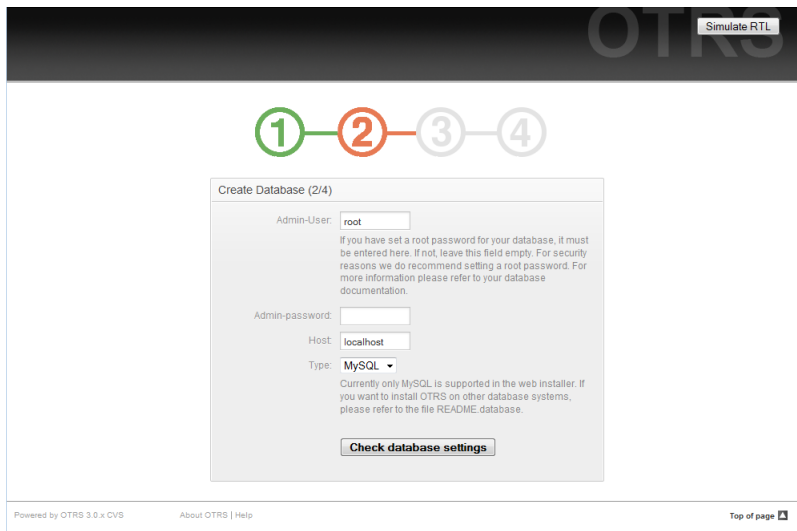 OTRS
Simulate RTL
1 2 3 4
Create Database (2/4)
Admin-User: root
If you have set a root password for your database, it must
be entered here. If not, leave this field empty. For security
reasons we do recommend setting a root password. For
more information please refer to your database
documentation.
Admin-password:
Host: localhost
Type: MySQL
Currently only MySQL is supported in the web installer. If
you want to install OTRS on other database systems,
please refer to the file README.database.
Check database settings
Powered by OTRS 3.0.x CVS About OTRS | Help Top of page